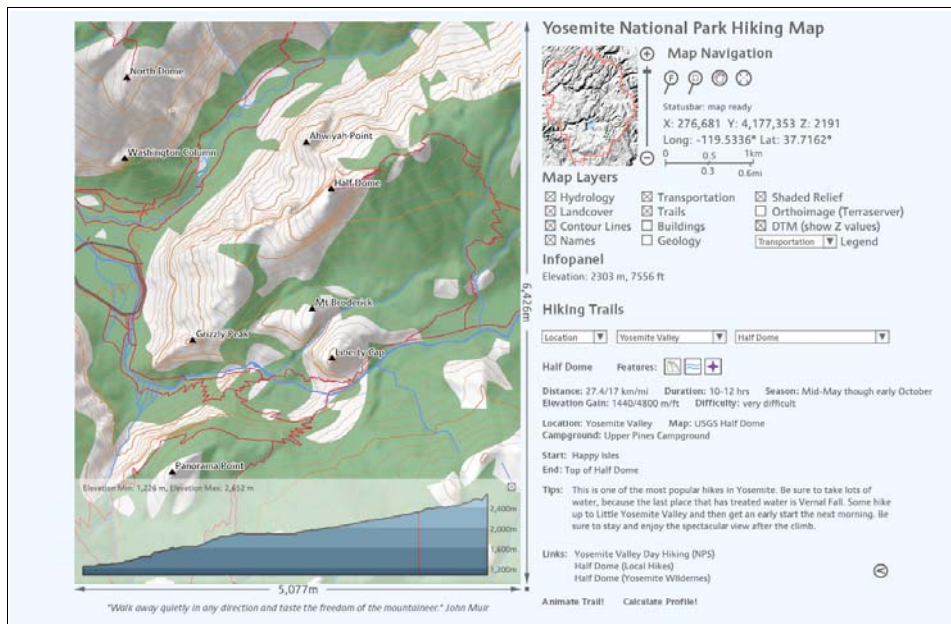 Yosemite National Park Hiking Map
North Dome
Washington Column
Ahwiyah Point
Half Dome
Mt Broderick
Grizzly Peak
Liberty Cap
Panorama Point
Elevation Min: 1,226 m, Elevation Max: 2,652 m
2,400m
2,000m
1,600m
1,200m
6,426m
5,077m
"Walk away quietly in any direction and taste the freedom of the mountaineer." John Muir
Map Navigation
F
Statusbar: map ready
X: 276,681 Y: 4,177,353 Z: 2191
Long: -119.5336° Lat: 37.7162°
0 0.5 1km
0.3 0.6mi
Map Layers
Hydrology Transportation Shaded Relief
Landcover Trails Orthoimage (Terraserver)
Contour Lines Buildings DTM (show Z values)
Names Geology Transportation Legend
Infopanel
Elevation: 2303 m, 7556 ft
Hiking Trails
Location Yosemite Valley Half Dome
Half Dome Features:
Distance: 27.4/17 km/mi Duration: 10-12 hrs Season: Mid-May though early October
Elevation Gain: 1440/4800 m/ft Difficulty: very difficult
Location: Yosemite Valley Map: USGS Half Dome
Campground: Upper Pines Campground
Start: Happy Isles
End: Top of Half Dome
Tips: This is one of the most popular hikes in Yosemite. Be sure to take lots of
water, because the last place that has treated water is Vernal Fall. Some hike
up to Little Yosemite Valley and then get an early start the next morning. Be
sure to stay and enjoy the spectacular view after the climb.
Links: Yosemite Valley Day Hiking (NPS)
Half Dome (Local Hikes)
Half Dome (Yosemite Wildernes)
Animate Trail! Calculate Profile!